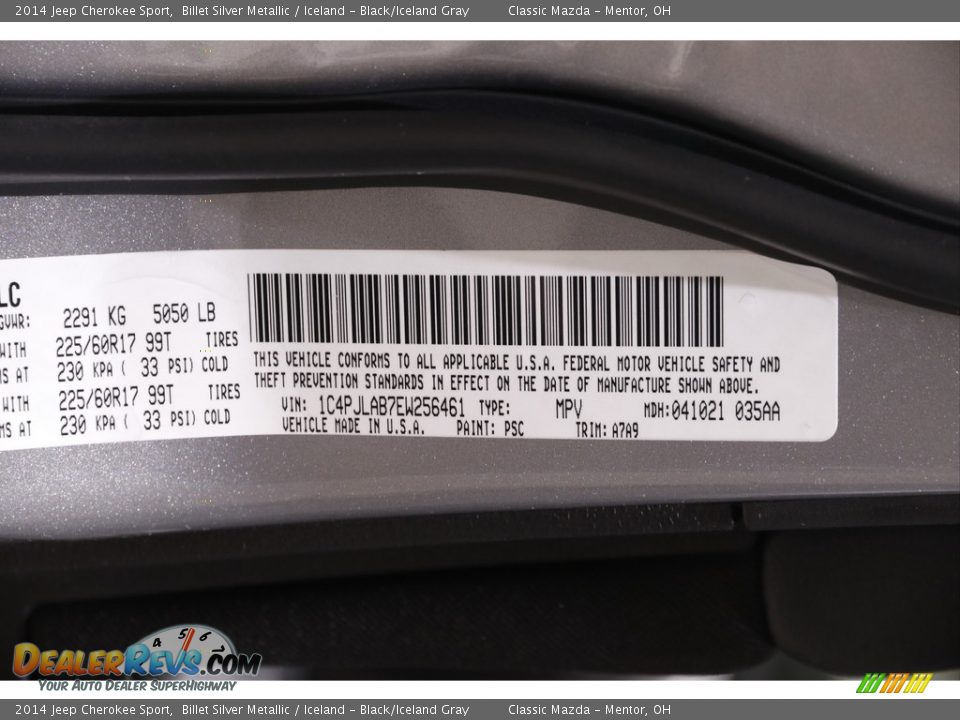 2014 Jeep Cherokee Sport, Billet Silver Metallic / Iceland – Black/Iceland Gray Classic Mazda – Mentor, OH
LC
GVWR: 2291 KG 5050 LB
WITH 225/60R17 99T TIRES
MS AT 230 KPA ( 33 PSI) COLD
WITH 225/60R17 99T TIRES
MS AT 230 KPA ( 33 PSI) COLD
THIS VEHICLE CONFORMS TO ALL APPLICABLE U.S.A. FEDERAL MOTOR VEHICLE SAFETY AND
THEFT PREVENTION STANDARDS IN EFFECT ON THE DATE OF MANUFACTURE SHOWN ABOVE.
VIN: 1C4PJLAB7EW256461 TYPE: MPV MDH: 041021 035AA
VEHICLE MADE IN U.S.A. PAINT: PSC TRIM: A7A9
4 5 6
DealerRevs.com
Your Auto Dealer SuperHighway
2014 Jeep Cherokee Sport, Billet Silver Metallic / Iceland – Black/Iceland Gray Classic Mazda – Mentor, OH